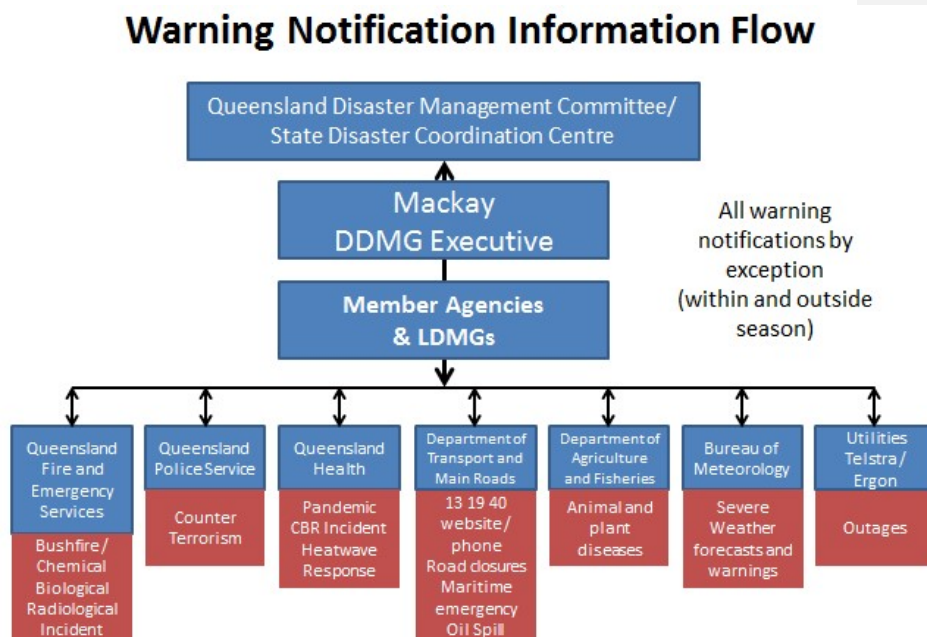 Warning Notification Information Flow
Queensland Disaster Management Committee/
State Disaster Coordination Centre
Mackay
DDMG Executive
All warning
notifications by
exception
(within and outside
season)
Member Agencies
& LDMGs
Queensland
Fire and
Emergency
Services
Bushfire/
Chemical
Biological
Radiological
Incident
Queensland
Police Service
Counter
Terrorism
Queensland
Health
Pandemic
CBR Incident
Heatwave
Response
Department of
Transport and
Main Roads
13 19 40
website/
phone
Road closures
Maritime
emergency
Oil Spill
Department of
Agriculture
and Fisheries
Animal and
plant
diseases
Bureau of
Meteorology
Severe
Weather
forecasts and
warnings
Utilities
Telstra/
Ergon
Outages